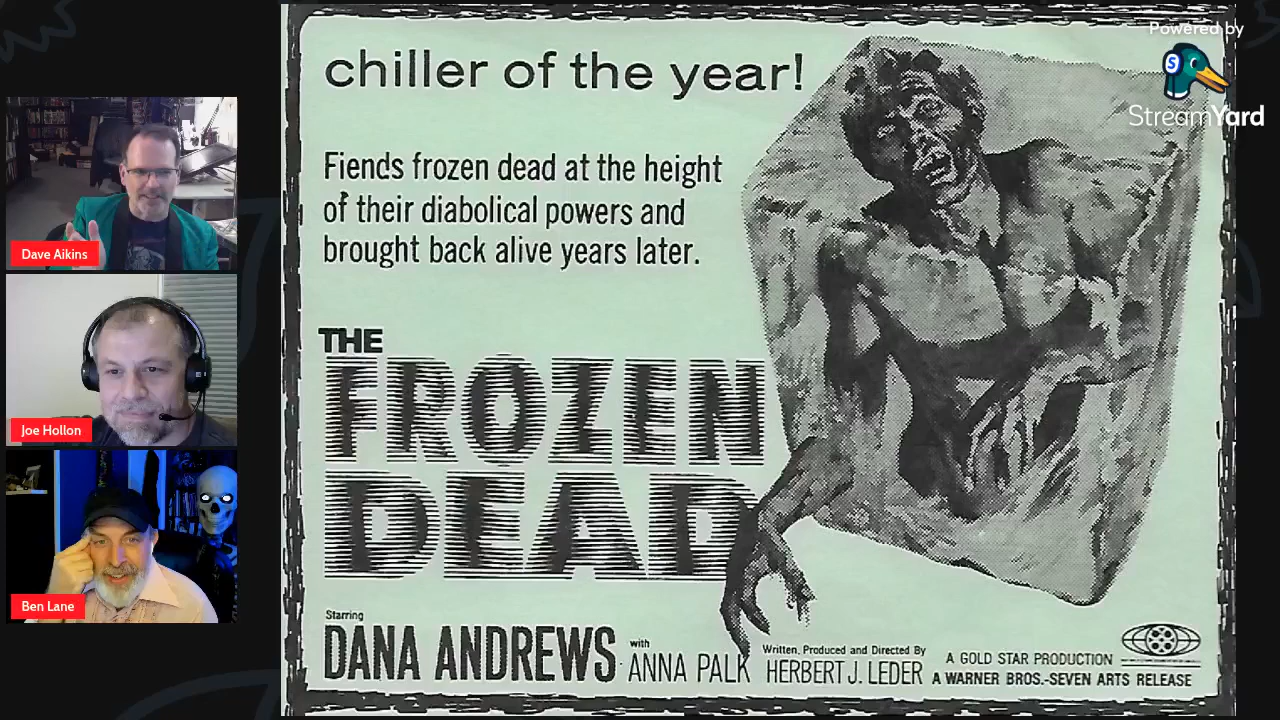 chiller of the year!
Fiends frozen dead at the height
of their diabolical powers and
brought back alive years later.
THE
FROZEN
DEAD
Starring
DANA ANDREWS
with
ANNA PALK
Written, Produced and Directed By
HERBERT J. LEDER
A GOLD STAR PRODUCTION
A WARNER BROS.-SEVEN ARTS RELEASE
Powered by
S
StreamYard
Dave Aikins
Joe Hollon
Ben Lane